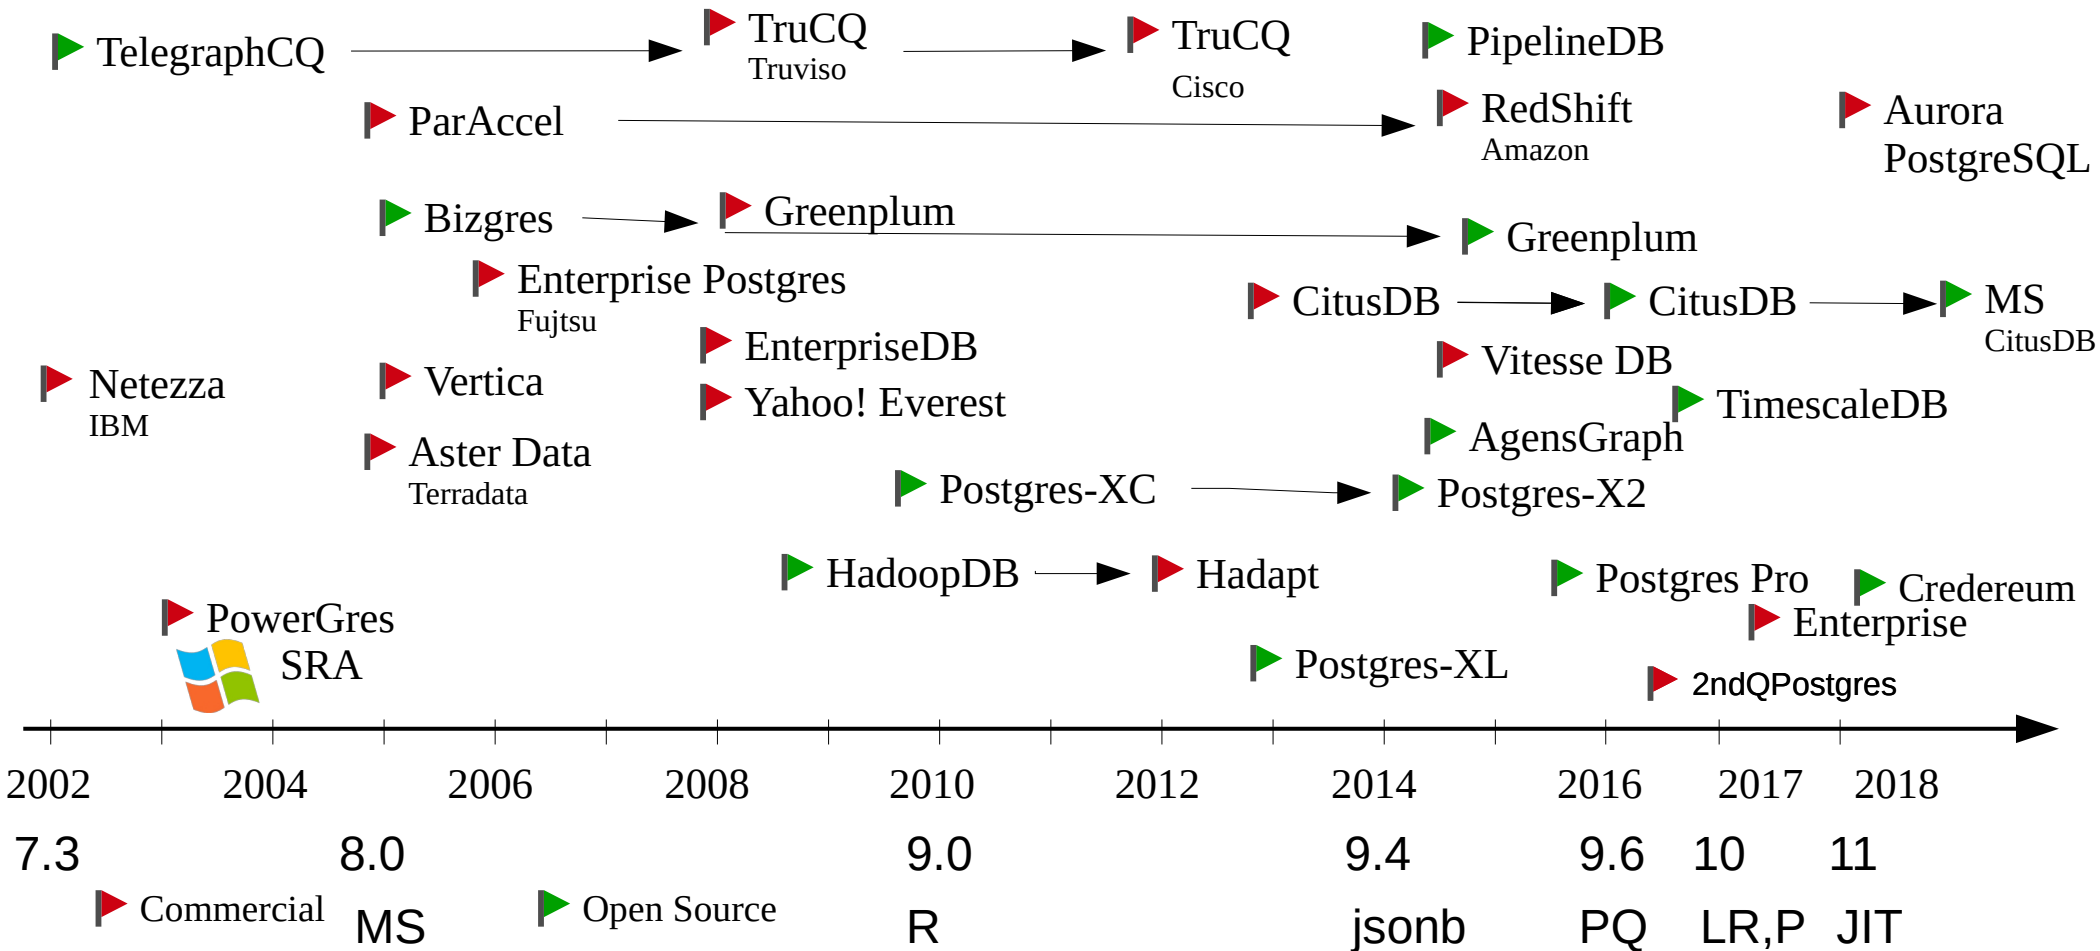 TelegraphCQ
TruCQ
Truviso
TruCQ
Cisco
PipelineDB
ParAccel
RedShift
Amazon
Aurora
PostgreSQL
Bizgres
Greenplum
Greenplum
Enterprise Postgres
Fujtsu
CitusDB
CitusDB
MS
CitusDB
EnterpriseDB
Vitesse DB
Netezza
IBM
Vertica
Yahoo! Everest
TimescaleDB
Aster Data
Terradata
AgensGraph
Postgres-XC
Postgres-X2
HadoopDB
Hadapt
Postgres Pro
Credereum
Enterprise
PowerGres
SRA
Postgres-XL
2ndQPostgres
2002 2004 2006 2008 2010 2012 2014 2016 2017 2018
7.3 8.0 9.0 9.4 9.6 10 11
Commercial
Open Source
MS R jsonb PQ LR,P JIT